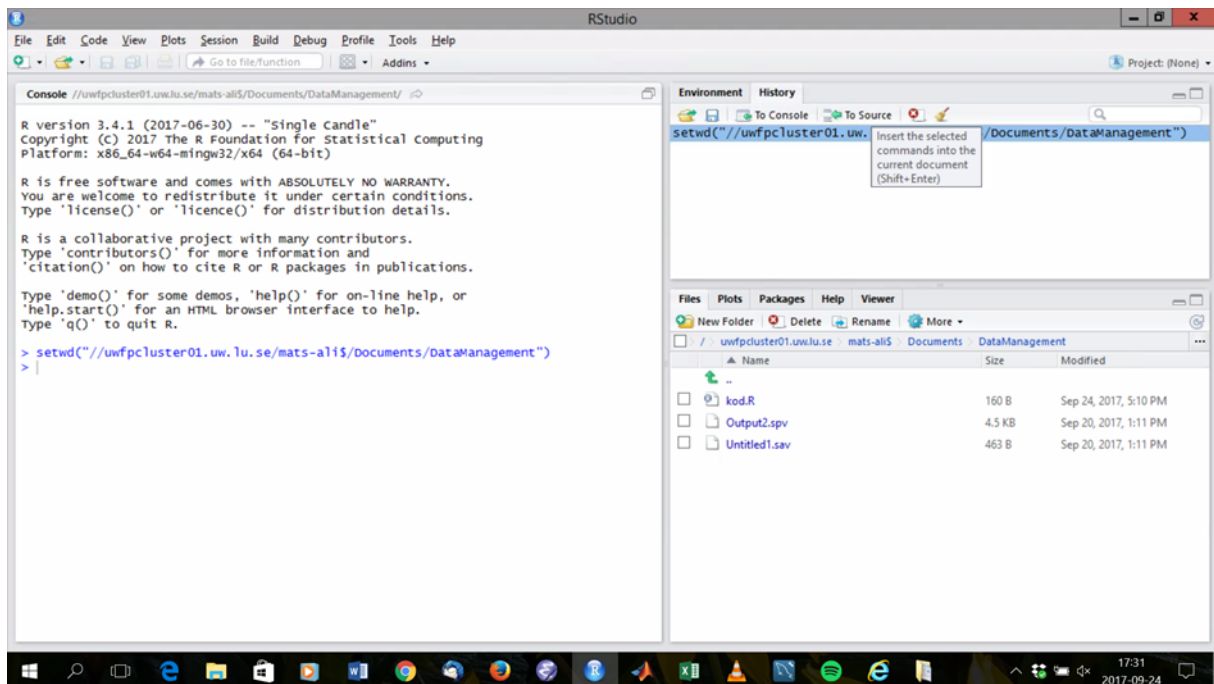 RStudio
File Edit Code View Plots Session Build Debug Profile Tools Help
Go to file/function Addins Project: (None)
Console //uwfpcluster01.uw.lu.se/mats-ali$/Documents/DataManagement/
R version 3.4.1 (2017-06-30) -- "Single Candle"
Copyright (C) 2017 The R Foundation for Statistical Computing
Platform: x86_64-w64-mingw32/x64 (64-bit)
R is free software and comes with ABSOLUTELY NO WARRANTY.
You are welcome to redistribute it under certain conditions.
Type 'license()' or 'licence()' for distribution details.
R is a collaborative project with many contributors.
Type 'contributors()' for more information and
'citation()' on how to cite R or R packages in publications.
Type 'demo()' for some demos, 'help()' for on-line help, or
'help.start()' for an HTML browser interface to help.
Type 'q()' to quit R.
> setwd("//uwfpcluster01.uw.lu.se/mats-ali$/Documents/DataManagement")
>
Environment History
To Console To Source
setwd("//uwfpcluster01.uw. /Documents/DataManagement")
Insert the selected
commands into the
current document
(Shift+Enter)
Files Plots Packages Help Viewer
New Folder Delete Rename More
/ uwfpcluster01.uw.lu.se mats-ali$ Documents DataManagement ...
Name Size Modified
..
kod.R 160 B Sep 24, 2017, 5:10 PM
Output2.spv 4.5 KB Sep 20, 2017, 1:11 PM
Untitled1.sav 463 B Sep 20, 2017, 1:11 PM
17:31
2017-09-24